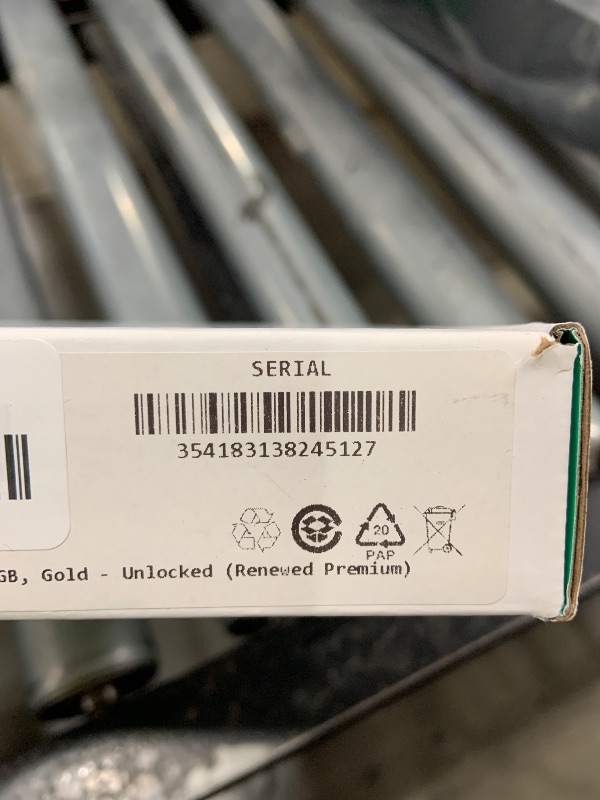 SERIAL
354183138245127
20
PAP
GB, Gold - Unlocked (Renewed Premium)